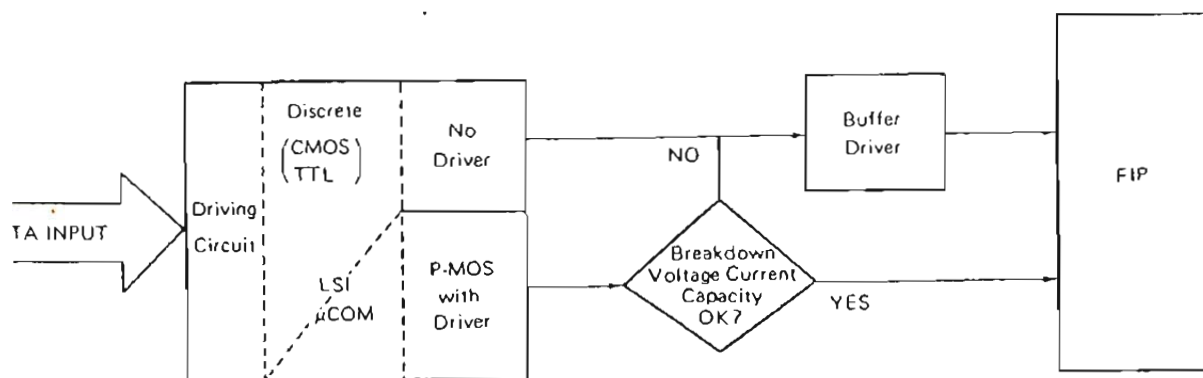 TA INPUT
Driving
Circuit
Discrete
(CMOS
TTL)
LSI
μCOM
No
Driver
P-MOS
with
Driver
NO
Breakdown
Voltage Current
Capacity
OK?
YES
Buffer
Driver
FIP